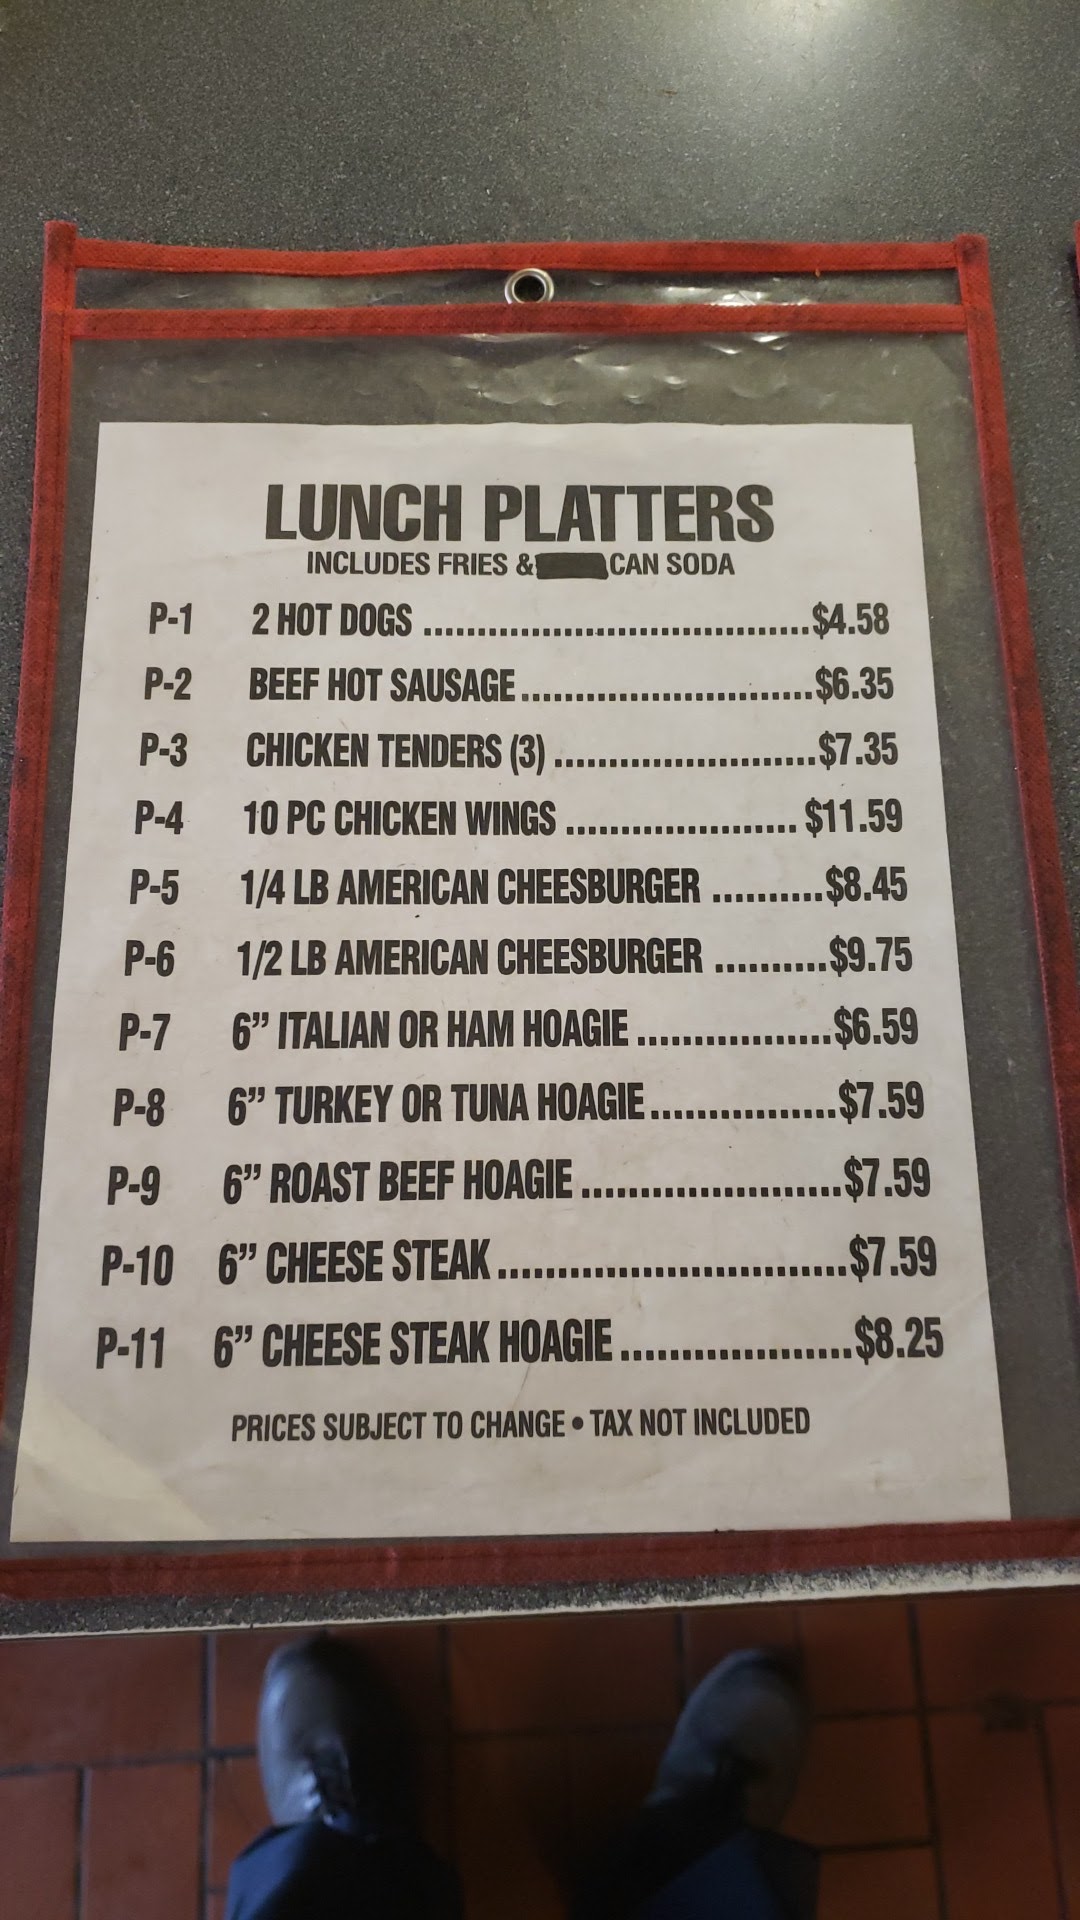 LUNCH PLATTERS
INCLUDES FRIES & CAN SODA
P-1 2 HOT DOGS ........................................ $4.58
P-2 BEEF HOT SAUSAGE ............................. $6.35
P-3 CHICKEN TENDERS (3) ......................... $7.35
P-4 10 PC CHICKEN WINGS ...................... $11.59
P-5 1/4 LB AMERICAN CHEESBURGER .......... $8.45
P-6 1/2 LB AMERICAN CHEESBURGER .......... $9.75
P-7 6” ITALIAN OR HAM HOAGIE ................. $6.59
P-8 6” TURKEY OR TUNA HOAGIE ................ $7.59
P-9 6” ROAST BEEF HOAGIE ....................... $7.59
P-10 6” CHEESE STEAK .............................. $7.59
P-11 6” CHEESE STEAK HOAGIE .................... $8.25
PRICES SUBJECT TO CHANGE • TAX NOT INCLUDED